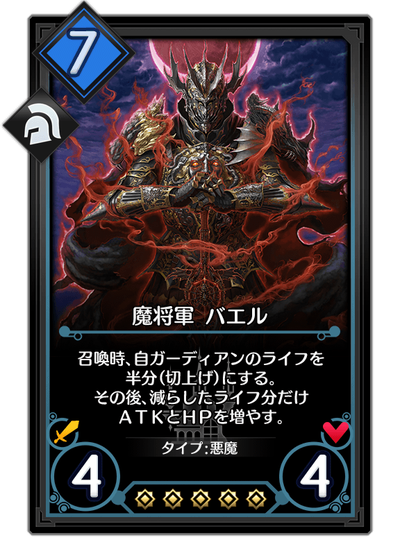 7
魔将軍 バエル
召喚時、自ガーディアンのライフを
半分(切上げ)にする。
その後、減らしたライフ分だけ
ATKとHPを増やす。
タイプ:悪魔
4 4